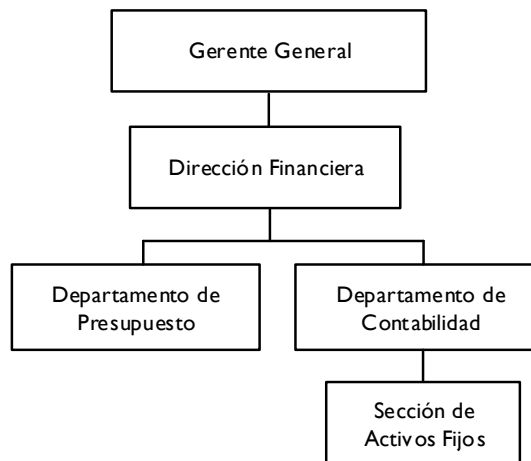 Gerente General
Dirección Financiera
Departamento de
Presupuesto
Departamento de
Contabilidad
Sección de
Activos Fijos